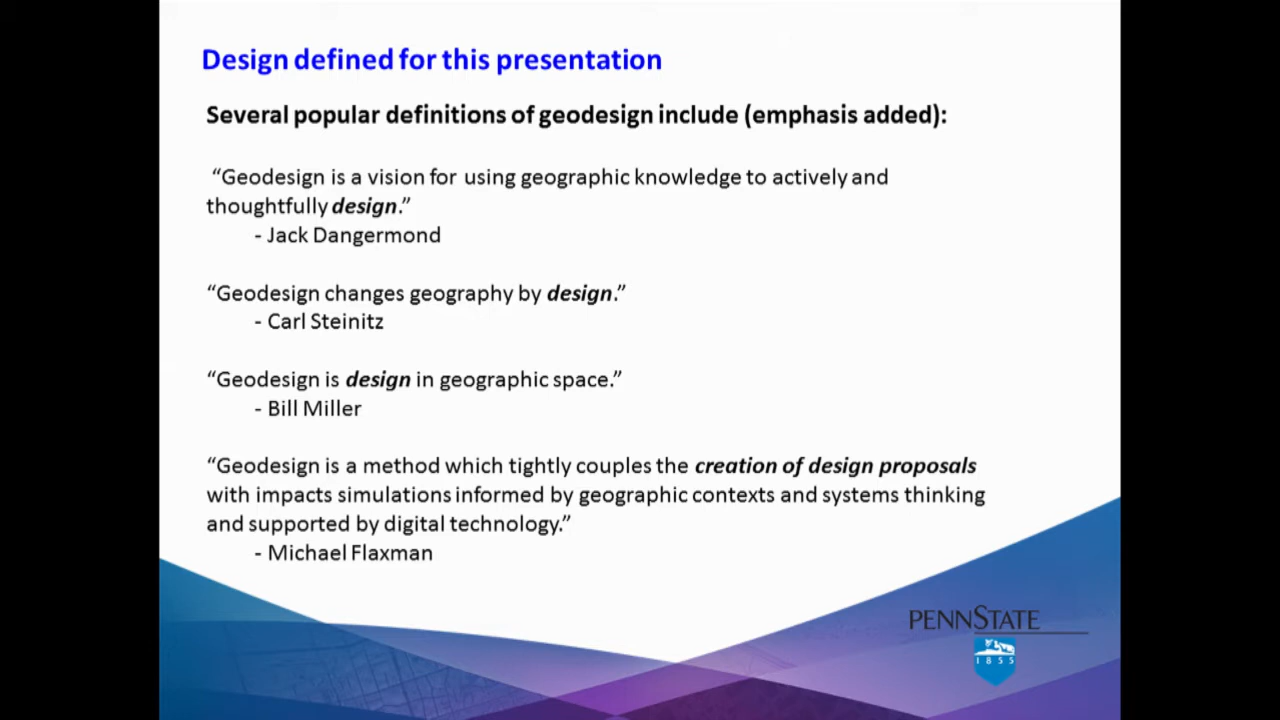 Design defined for this presentation
Several popular definitions of geodesign include (emphasis added):
“Geodesign is a vision for using geographic knowledge to actively and
thoughtfully design.”
- Jack Dangermond
“Geodesign changes geography by design.”
- Carl Steinitz
“Geodesign is design in geographic space.”
- Bill Miller
“Geodesign is a method which tightly couples the creation of design proposals
with impacts simulations informed by geographic contexts and systems thinking
and supported by digital technology.”
- Michael Flaxman
PENNSTATE
1855